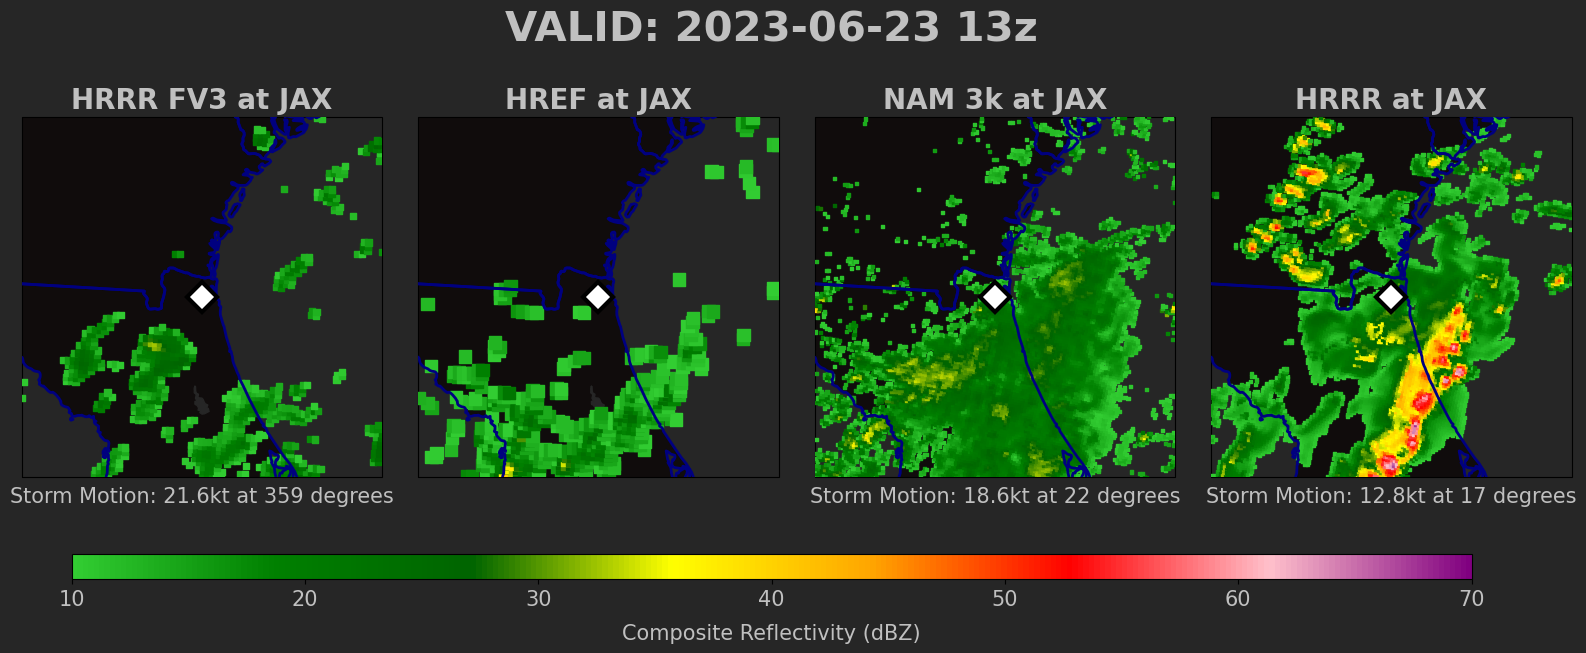 VALID: 2023-06-23 13z
HRRR FV3 at JAX
HREF at JAX
NAM 3k at JAX
HRRR at JAX
Storm Motion: 21.6kt at 359 degrees
Storm Motion: 18.6kt at 22 degrees
Storm Motion: 12.8kt at 17 degrees
10 20 30 40 50 60 70
Composite Reflectivity (dBZ)